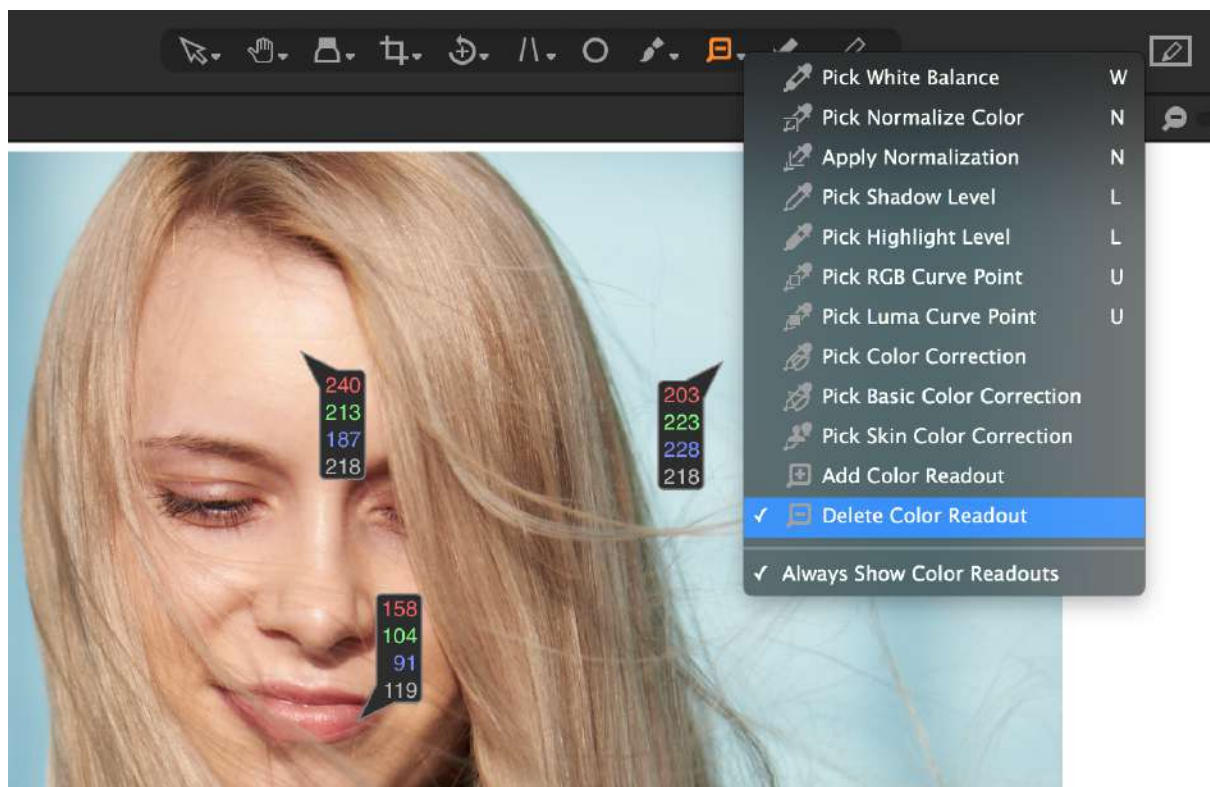 Pick White Balance W
Pick Normalize Color N
Apply Normalization N
Pick Shadow Level L
Pick Highlight Level L
Pick RGB Curve Point U
Pick Luma Curve Point U
Pick Color Correction
Pick Basic Color Correction
Pick Skin Color Correction
Add Color Readout
✓ Delete Color Readout
✓ Always Show Color Readouts
240
213
187
218
203
223
228
218
158
104
91
119